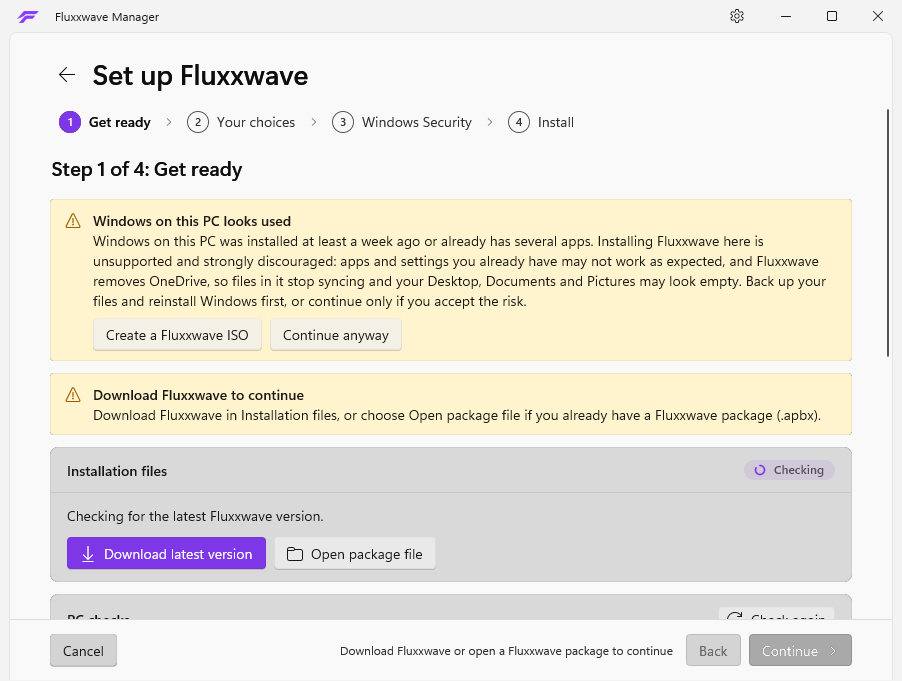 Fluxxwave Manager
Set up Fluxxwave
1 Get ready > 2 Your choices > 3 Windows Security > 4 Install
Step 1 of 4: Get ready
Windows on this PC looks used
Windows on this PC was installed at least a week ago or already has several apps. Installing Fluxxwave here is
unsupported and strongly discouraged: apps and settings you already have may not work as expected, and Fluxxwave
removes OneDrive, so files in it stop syncing and your Desktop, Documents and Pictures may look empty. Back up your
files and reinstall Windows first, or continue only if you accept the risk.
Create a Fluxxwave ISO Continue anyway
Download Fluxxwave to continue
Download Fluxxwave in Installation files, or choose Open package file if you already have a Fluxxwave package (.apbx).
Installation files Checking
Checking for the latest Fluxxwave version.
Download latest version Open package file
PC checks Check again
Cancel Download Fluxxwave or open a Fluxxwave package to continue Back Continue